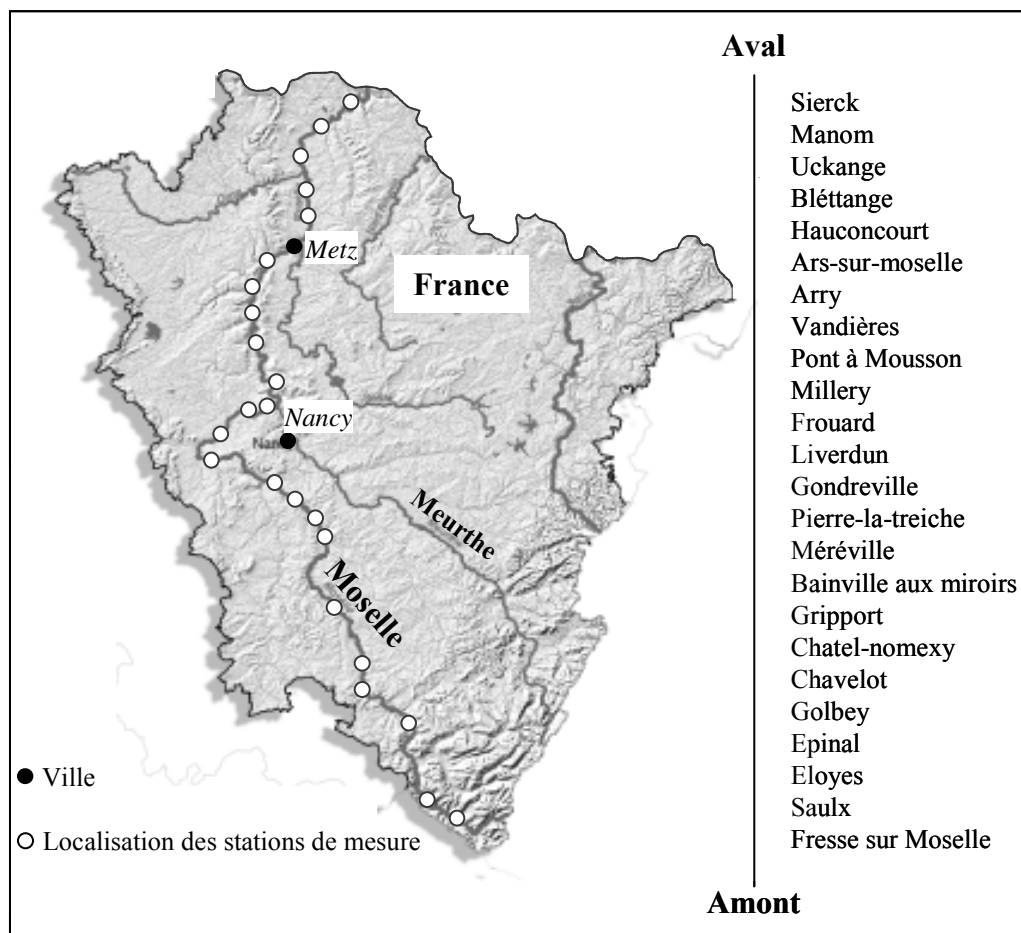 Metz
France
Nancy
Nan
Meurthe
Moselle
Ville
Localisation des stations de mesure
Aval
Sierck
Manom
Uckange
Bléttange
Hauconcourt
Ars-sur-moselle
Arry
Vandières
Pont à Mousson
Millery
Frouard
Liverdun
Gondreville
Pierre-la-treiche
Méréville
Bainville aux miroirs
Gripport
Chatel-nomexy
Chavelot
Golbey
Epinal
Eloyes
Saulx
Fresse sur Moselle
Amont